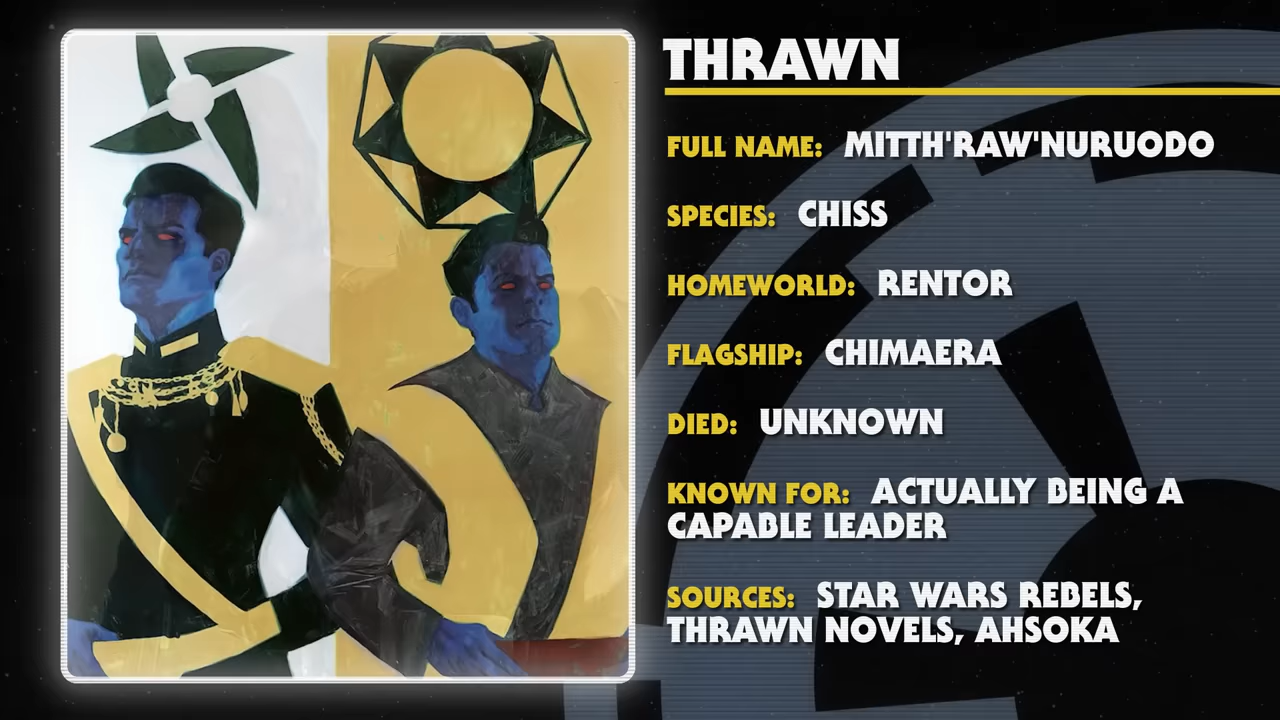 THRAWN
FULL NAME: MITTH'RAW'NURUODO
SPECIES: CHISS
HOMEWORLD: RENTOR
FLAGSHIP: CHIMAERA
DIED: UNKNOWN
KNOWN FOR: ACTUALLY BEING A
CAPABLE LEADER
SOURCES: STAR WARS REBELS,
THRAWN NOVELS, AHSOKA